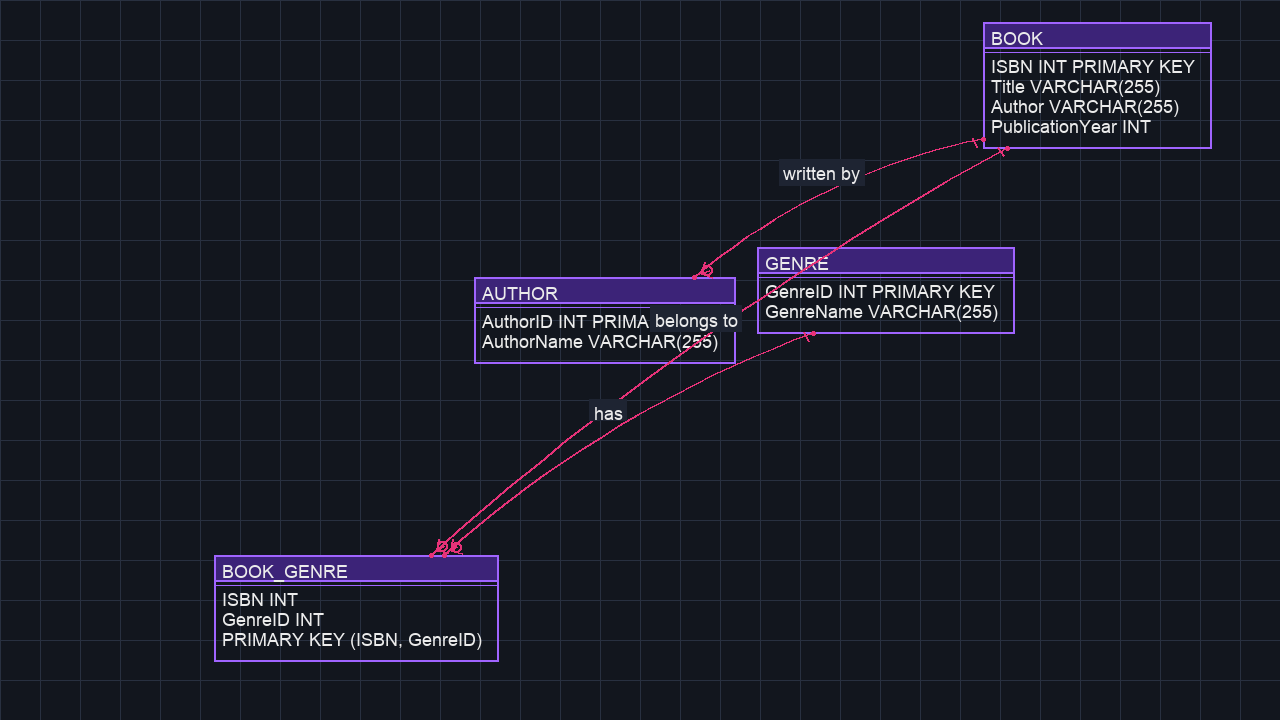 BOOK
ISBN INT PRIMARY KEY
Title VARCHAR(255)
Author VARCHAR(255)
PublicationYear INT
written by
GENRE
GenreID INT PRIMARY KEY
GenreName VARCHAR(255)
AUTHOR
AuthorID INT PRIMA
AuthorName VARCHAR(255)
belongs to
has
BOOK_GENRE
ISBN INT
GenreID INT
PRIMARY KEY (ISBN, GenreID)